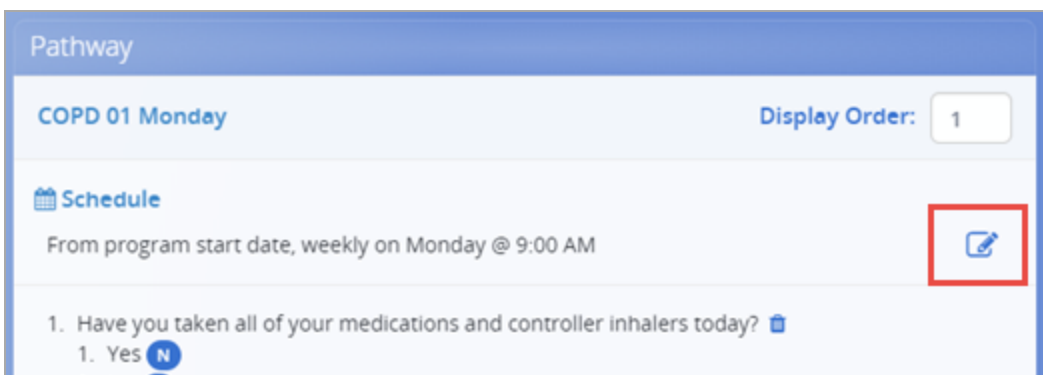 Pathway
COPD 01 Monday Display Order: 1
Schedule
From program start date, weekly on Monday @ 9:00 AM
1. Have you taken all of your medications and controller inhalers today?
1. Yes N